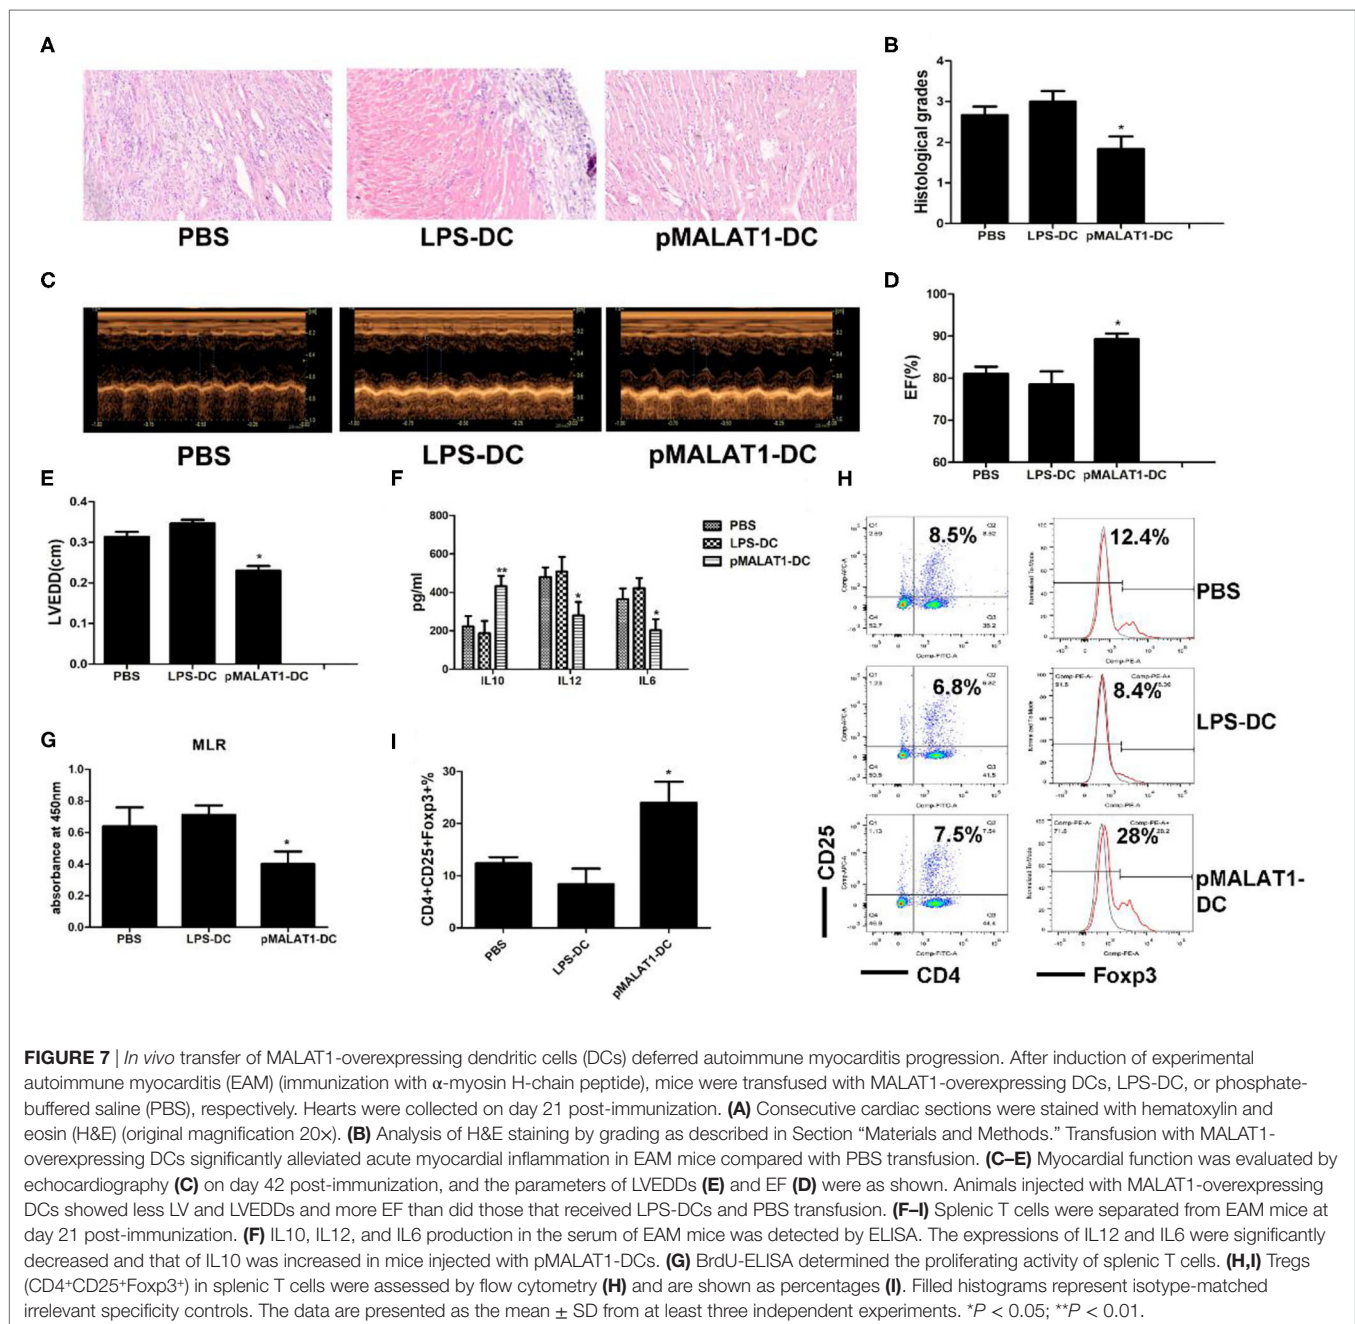 A
PBS
LPS-DC
pMALAT1-DC
B
Histological grades
4
3
2
1
0
*
PBS
LPS-DC
pMALAT1-DC
C
PBS
LPS-DC
pMALAT1-DC
D
EF(%)
100
90
80
70
60
*
PBS
LPS-DC
pMALAT1-DC
E
LVEDD(cm)
0.4
0.3
0.2
0.1
0.0
*
PBS
LPS-DC
pMALAT1-DC
F
pg/ml
800
600
400
200
0
**
*
*
IL10
IL12
IL6
PBS
LPS-DC
pMALAT1-DC
G
MLR
absorbance at 450nm
1.0
0.8
0.6
0.4
0.2
0.0
*
PBS
LPS-DC
pMALAT1-DC
I
CD4+CD25+Foxp3+%
30
20
10
0
*
PBS
LPS-DC
pMALAT1-DC
H
8.5%
12.4%
PBS
6.8%
8.4%
LPS-DC
7.5%
28%
pMALAT1-
DC
CD25
CD4
Foxp3
FIGURE 7 | In vivo transfer of MALAT1-overexpressing dendritic cells (DCs) deferred autoimmune myocarditis progression. After induction of experimental
autoimmune myocarditis (EAM) (immunization with α-myosin H-chain peptide), mice were transfused with MALAT1-overexpressing DCs, LPS-DC, or phosphate-
buffered saline (PBS), respectively. Hearts were collected on day 21 post-immunization. (A) Consecutive cardiac sections were stained with hematoxylin and
eosin (H&E) (original magnification 20×). (B) Analysis of H&E staining by grading as described in Section “Materials and Methods.” Transfusion with MALAT1-
overexpressing DCs significantly alleviated acute myocardial inflammation in EAM mice compared with PBS transfusion. (C–E) Myocardial function was evaluated by
echocardiography (C) on day 42 post-immunization, and the parameters of LVEDDs (E) and EF (D) were as shown. Animals injected with MALAT1-overexpressing
DCs showed less LV and LVEDDs and more EF than did those that received LPS-DCs and PBS transfusion. (F–I) Splenic T cells were separated from EAM mice at
day 21 post-immunization. (F) IL10, IL12, and IL6 production in the serum of EAM mice was detected by ELISA. The expressions of IL12 and IL6 were significantly
decreased and that of IL10 was increased in mice injected with pMALAT1-DCs. (G) BrdU-ELISA determined the proliferating activity of splenic T cells. (H,I) Tregs
(CD4⁺CD25⁺Foxp3⁺) in splenic T cells were assessed by flow cytometry (H) and are shown as percentages (I). Filled histograms represent isotype-matched
irrelevant specificity controls. The data are presented as the mean ± SD from at least three independent experiments. *P < 0.05; **P < 0.01.